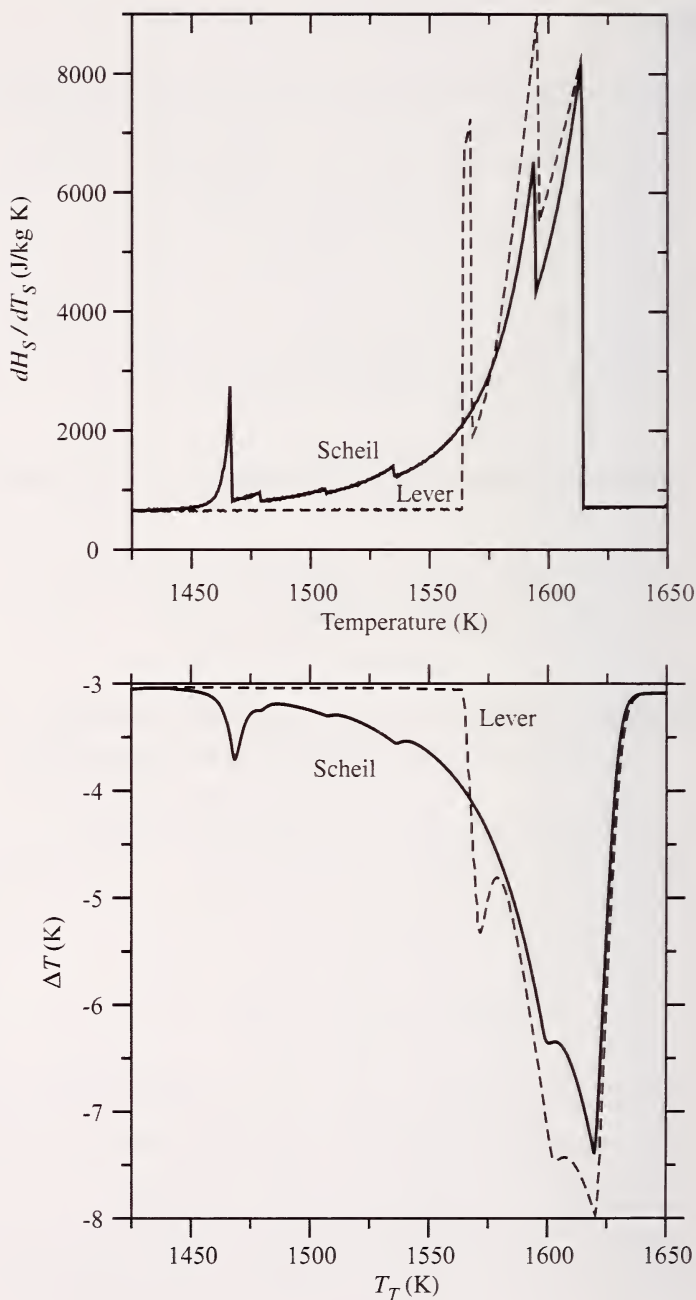 8000
6000
4000
2000
0
dH_S / dT_S (J/kg K)
Scheil
Lever
1450 1500 1550 1600 1650
Temperature (K)
-3
-4
-5
-6
-7
-8
ΔT (K)
Lever
Scheil
1450 1500 1550 1600 1650
T_T (K)